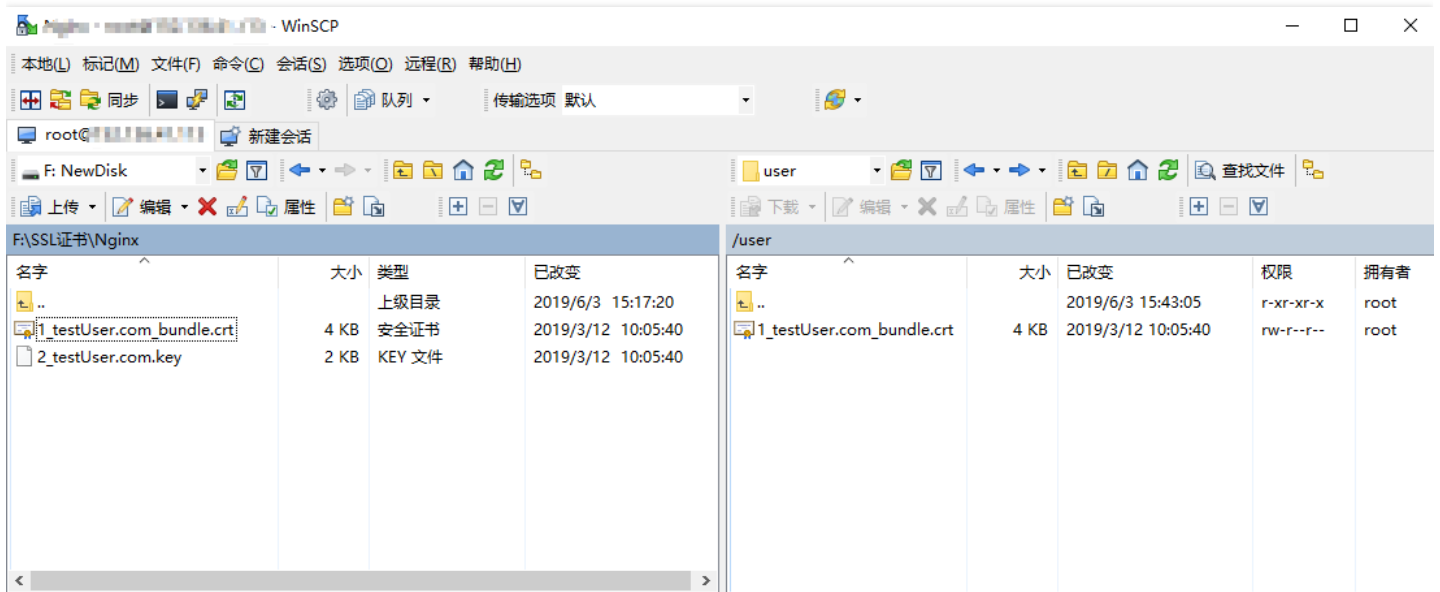 - WinSCP
本地(L) 标记(M) 文件(F) 命令(C) 会话(S) 选项(O) 远程(R) 帮助(H)
同步 队列 传输选项 默认
root@ 新建会话
F: NewDisk user 查找文件
上传 编辑 属性 下载 编辑 属性
F:\SSL证书\Nginx /user
名字 大小 类型 已改变 名字 大小 已改变 权限 拥有者
.. 上级目录 2019/6/3 15:17:20 .. 2019/6/3 15:43:05 r-xr-xr-x root
1_testUser.com_bundle.crt 4 KB 安全证书 2019/3/12 10:05:40 1_testUser.com_bundle.crt 4 KB 2019/3/12 10:05:40 rw-r--r-- root
2_testUser.com.key 2 KB KEY 文件 2019/3/12 10:05:40